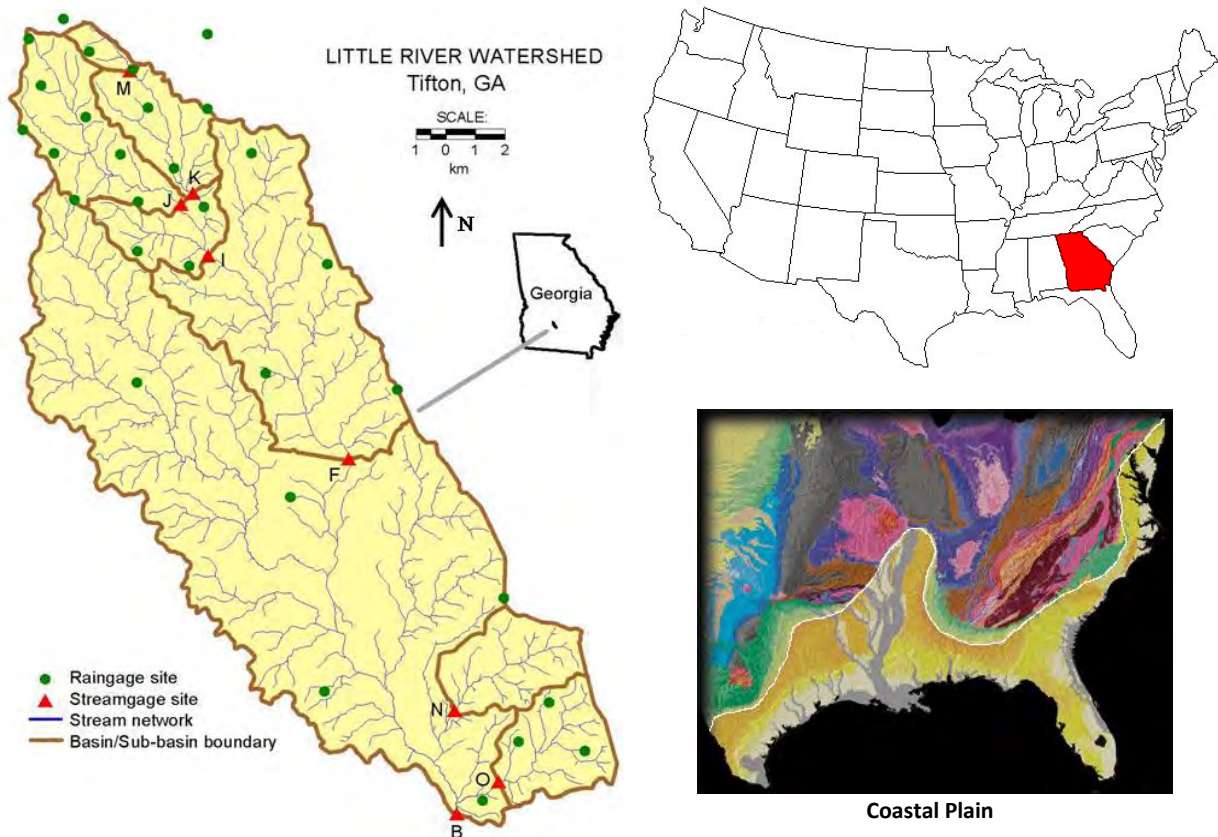 LITTLE RIVER WATERSHED
Tifton, GA
SCALE:
1 0 1 2
km
N
Georgia
M
K
J
I
F
N
O
B
Raingage site
Streamgage site
Stream network
Basin/Sub-basin boundary
Coastal Plain